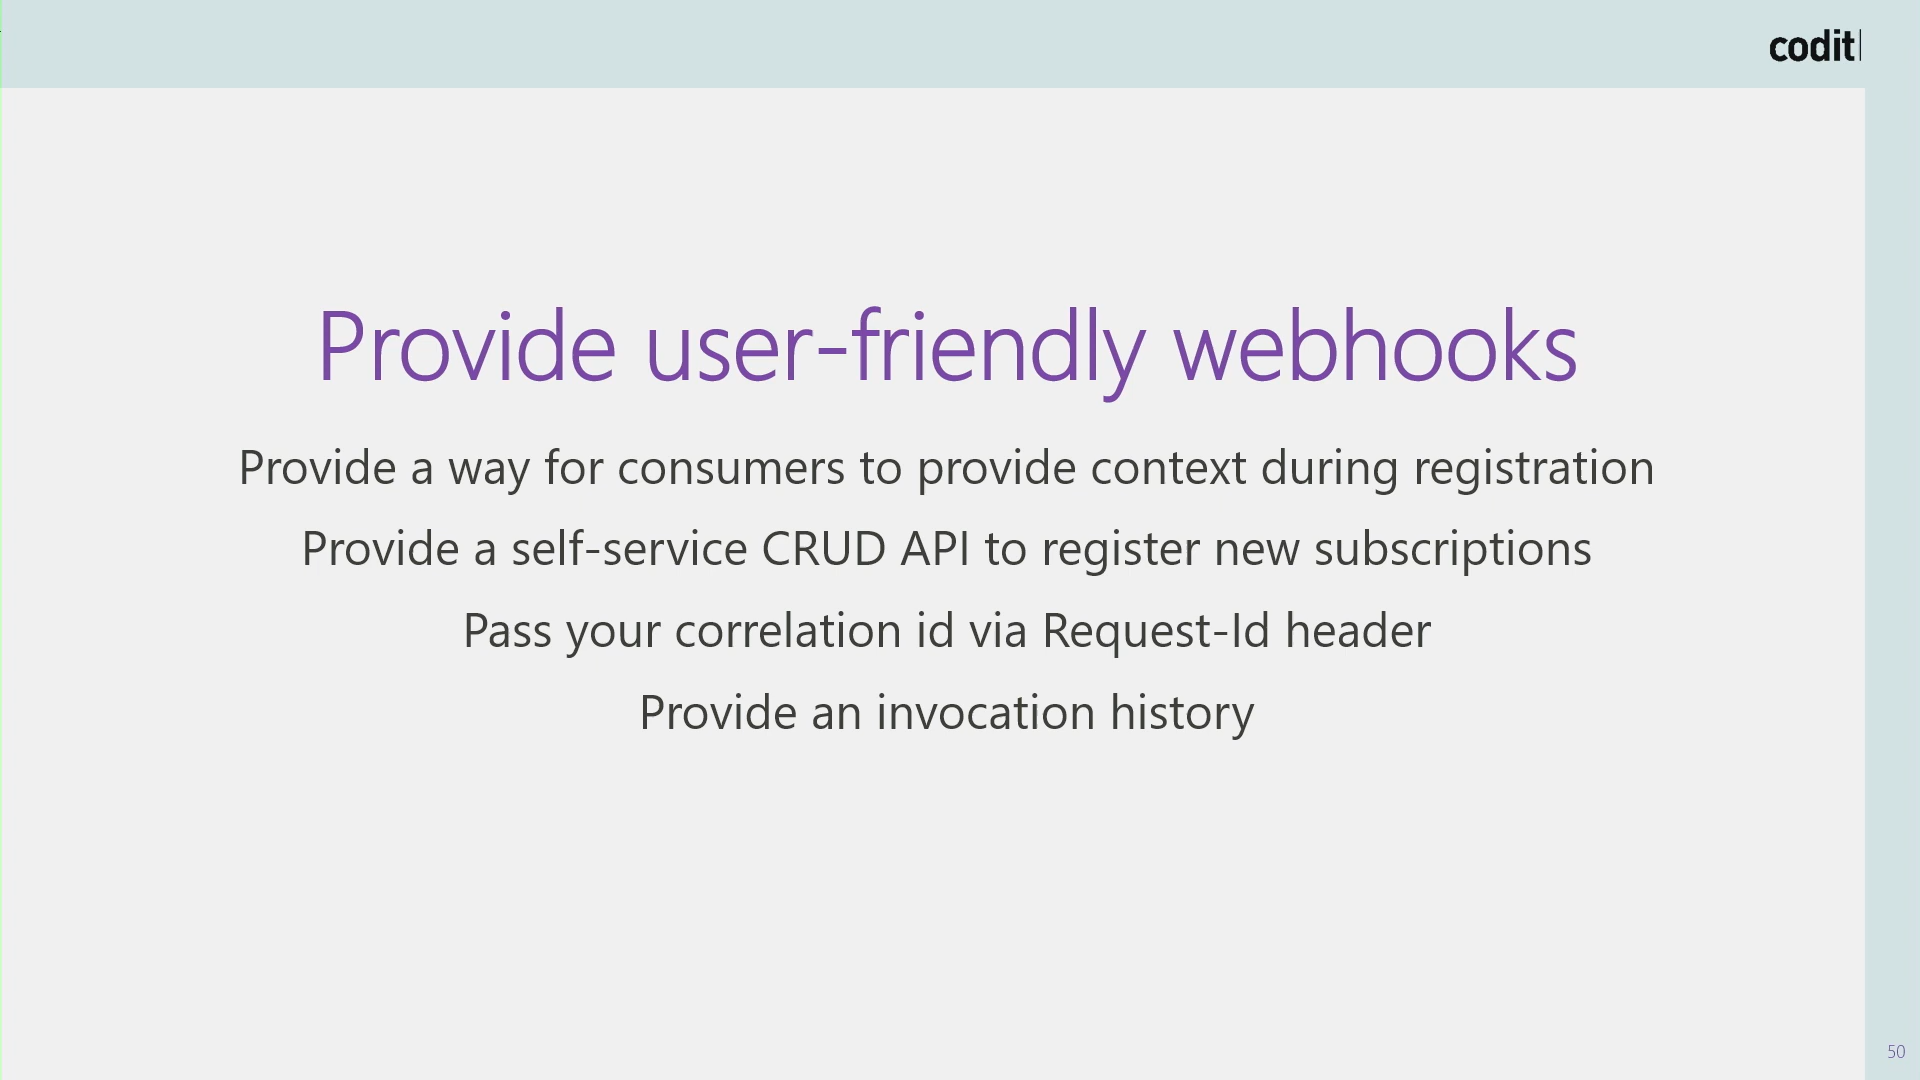 codit
Provide user-friendly webhooks
Provide a way for consumers to provide context during registration
Provide a self-service CRUD API to register new subscriptions
Pass your correlation id via Request-Id header
Provide an invocation history
50